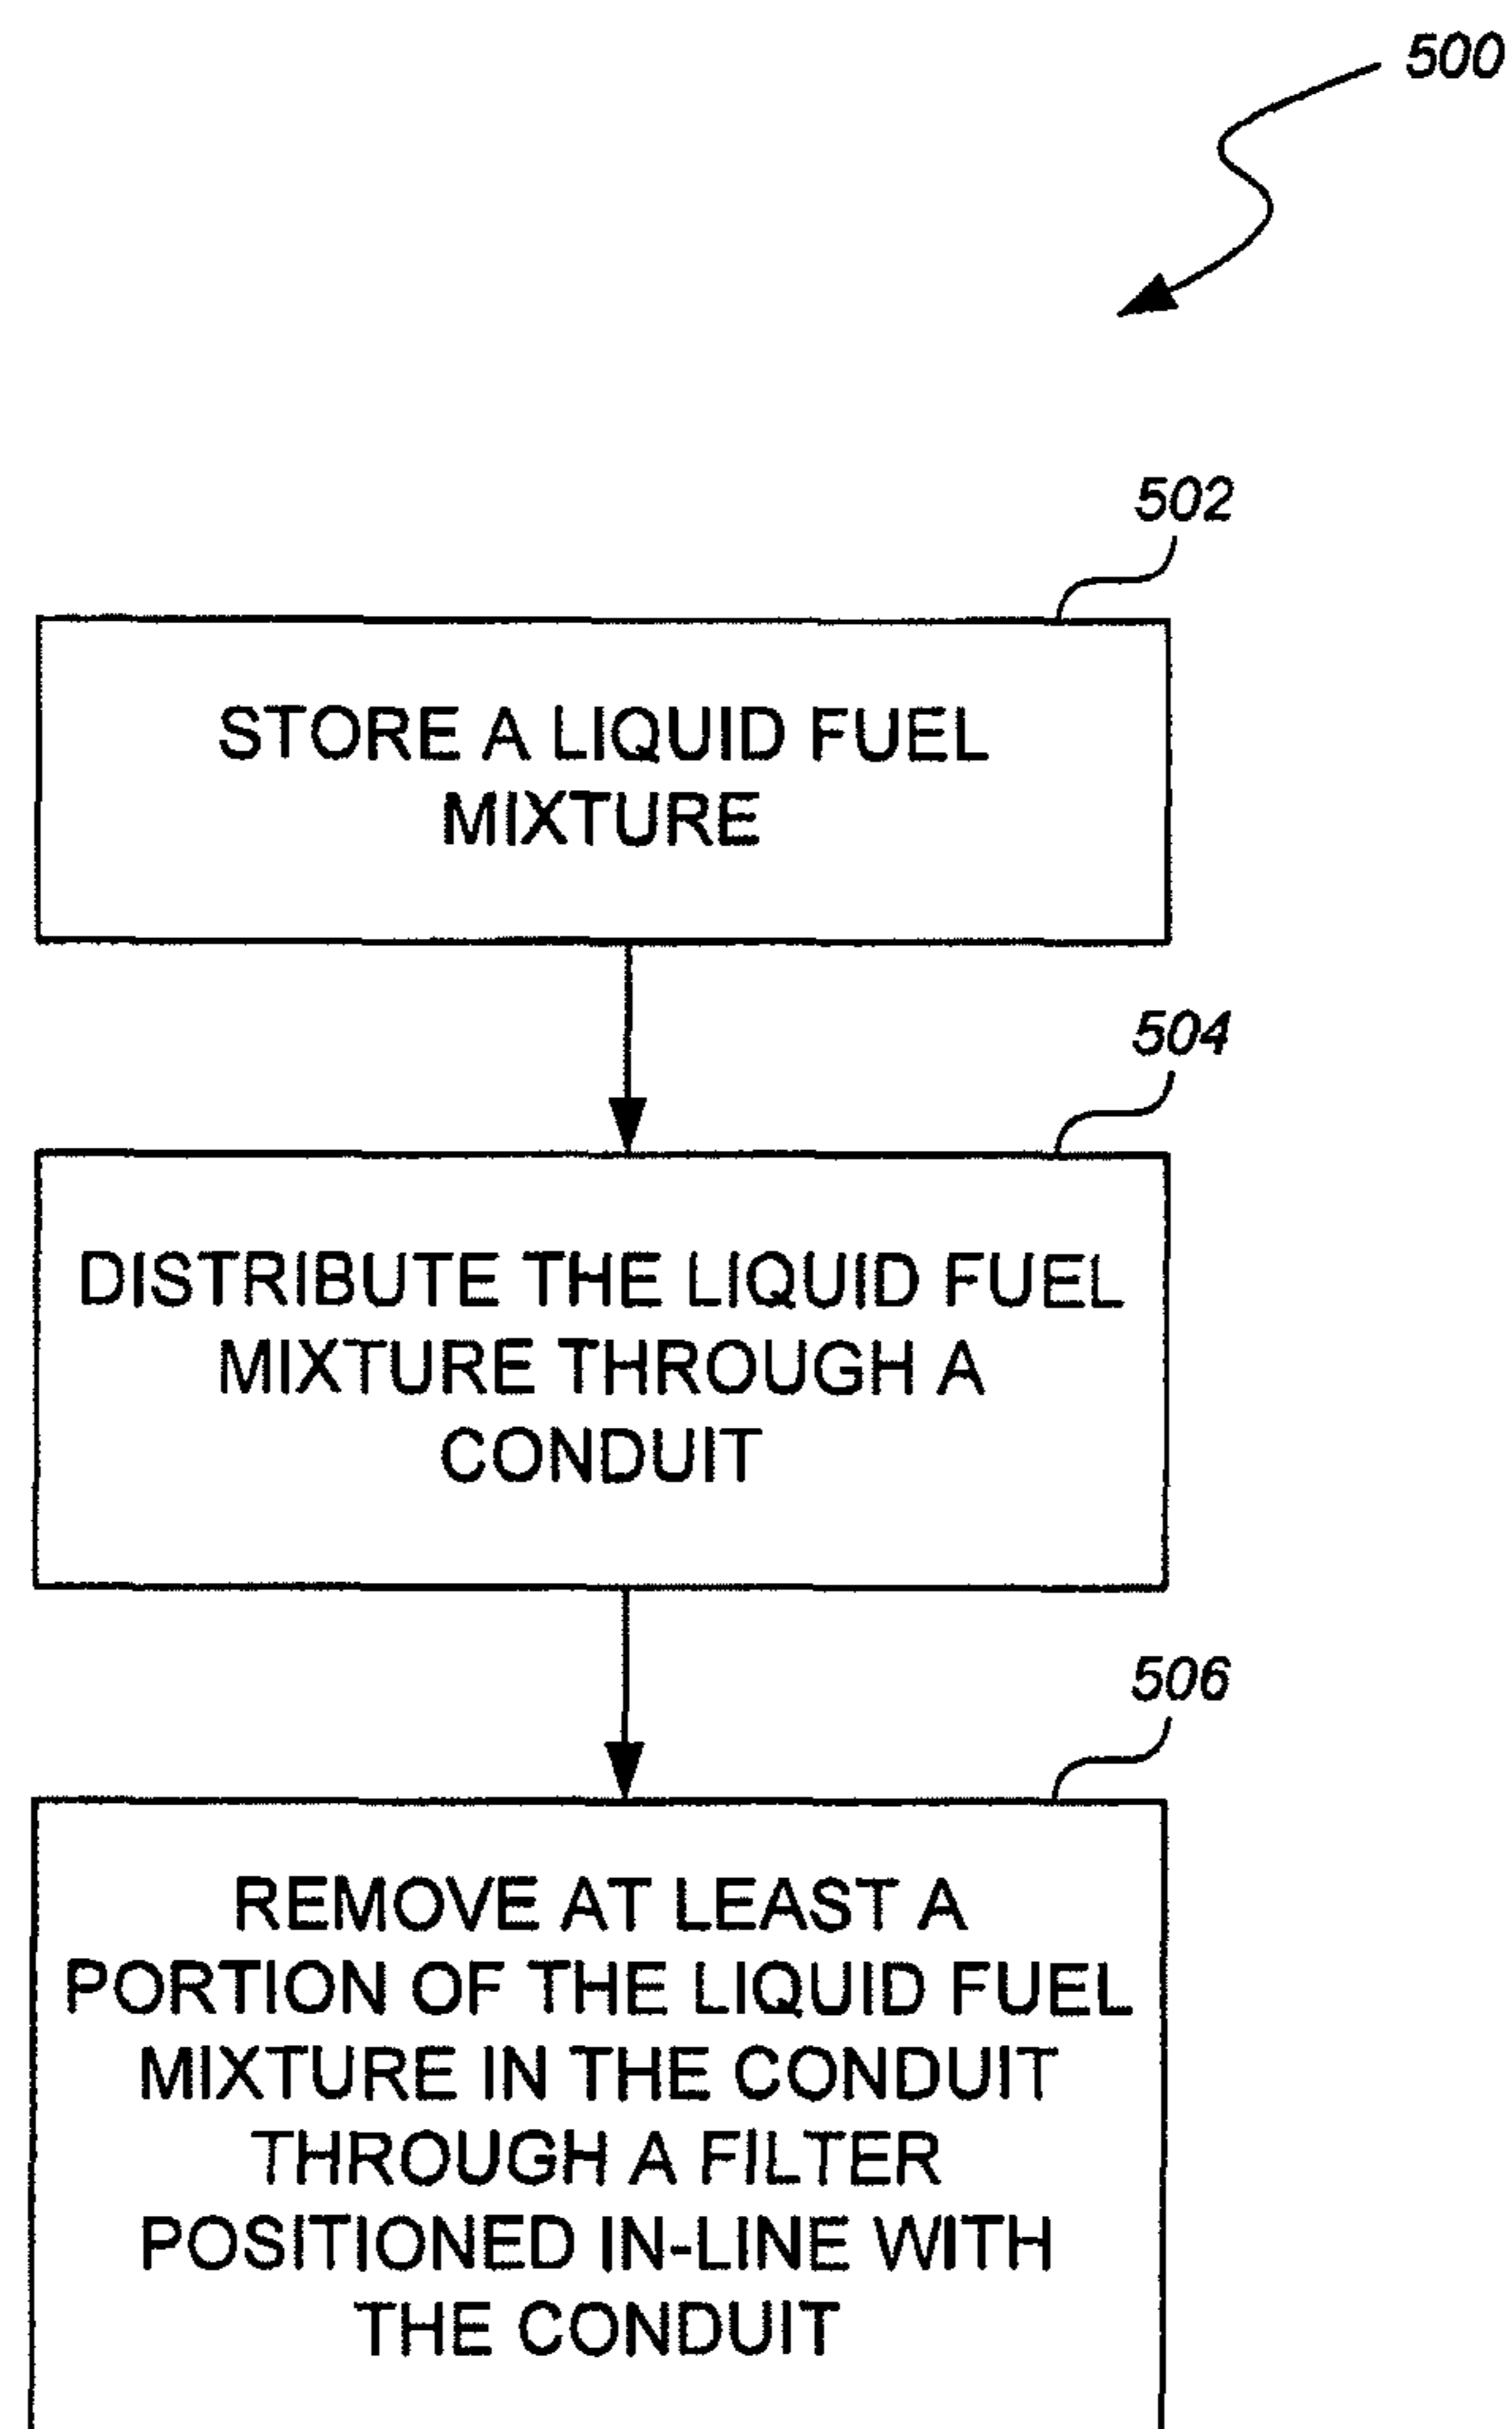 500
502
STORE A LIQUID FUEL
MIXTURE
504
DISTRIBUTE THE LIQUID FUEL
MIXTURE THROUGH A
CONDUIT
506
REMOVE AT LEAST A
PORTION OF THE LIQUID FUEL
MIXTURE IN THE CONDUIT
THROUGH A FILTER
POSITIONED IN-LINE WITH
THE CONDUIT